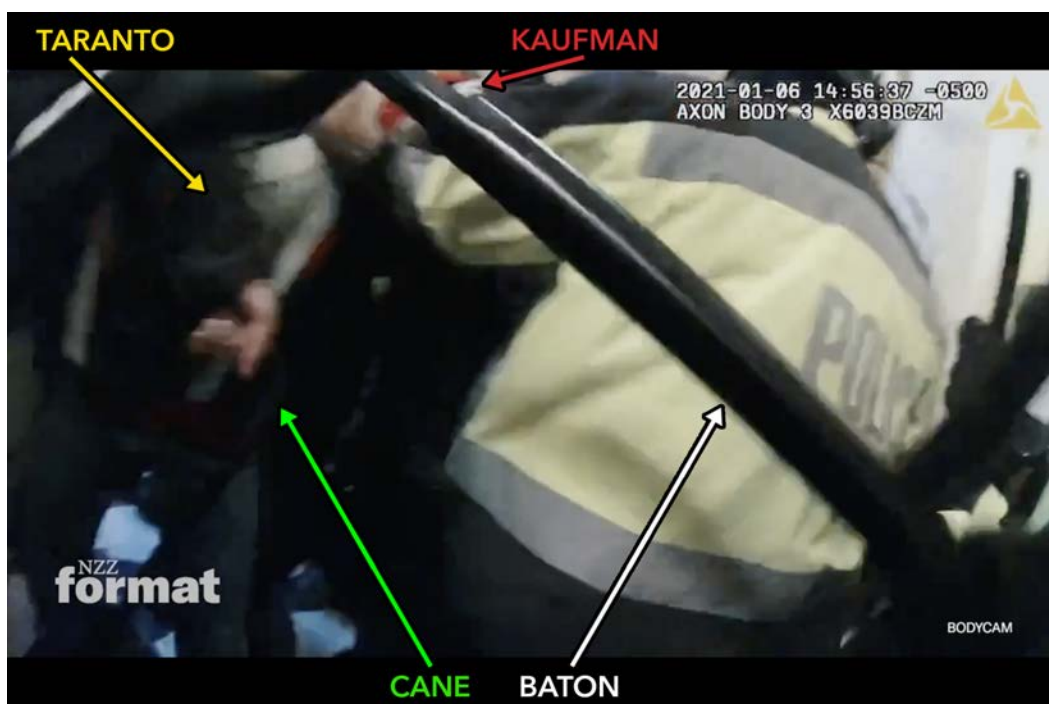 TARANTO
KAUFMAN
2021-01-06 14:56:37 -0500
AXON BODY 3 X6039BCZM
POLICE
NZZ
format
BODYCAM
CANE
BATON